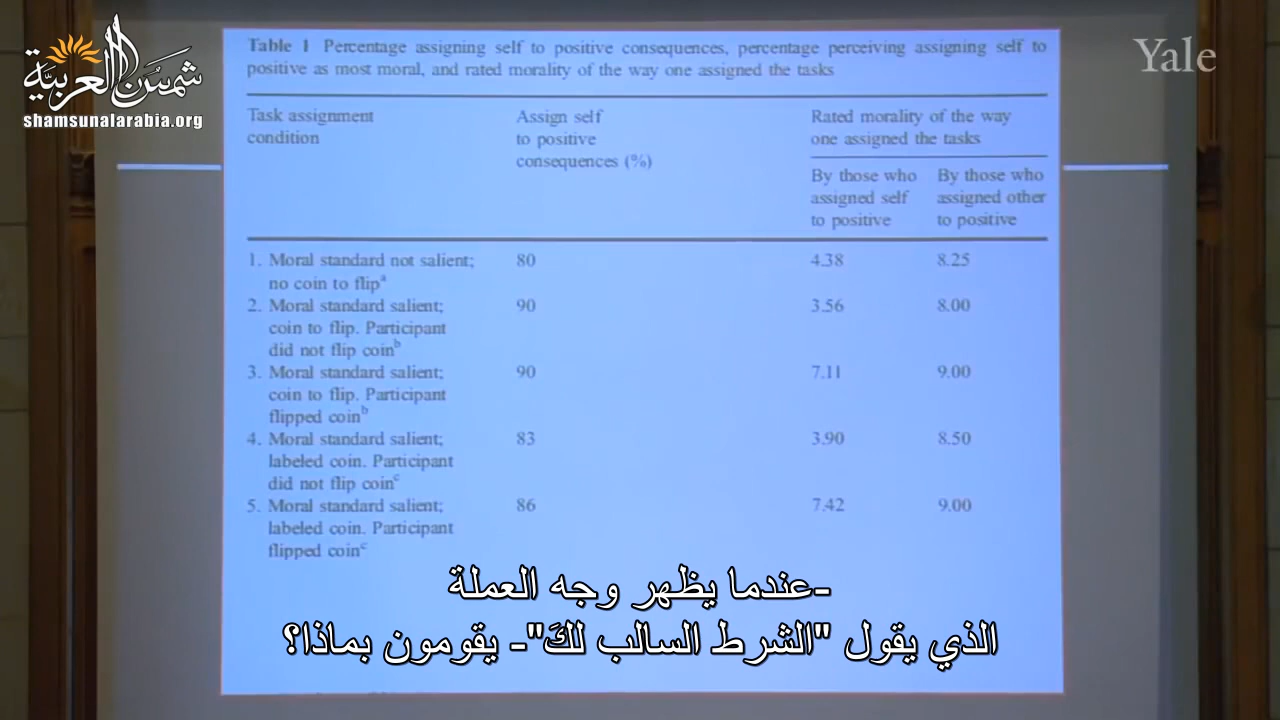 شمس العربية
shamsunalarabia.org
Yale
Table 1 Percentage assigning self to positive consequences, percentage perceiving assigning self to
positive as most moral, and rated morality of the way one assigned the tasks
Task assignment
condition
Assign self
to positive
consequences (%)
Rated morality of the way
one assigned the tasks
By those who
assigned self
to positive
By those who
assigned other
to positive
1. Moral standard not salient; 80 4.38 8.25
no coin to flipᵃ
2. Moral standard salient; 90 3.56 8.00
coin to flip. Participant
did not flip coinᵇ
3. Moral standard salient; 90 7.11 9.00
coin to flip. Participant
flipped coinᵇ
4. Moral standard salient; 83 3.90 8.50
labeled coin. Participant
did not flip coinᶜ
5. Moral standard salient; 86 7.42 9.00
labeled coin. Participant
flipped coinᶜ
-عندما يظهر وجه العملة
الذي يقول "الشرط السالب لكَ"- يقومون بماذا؟